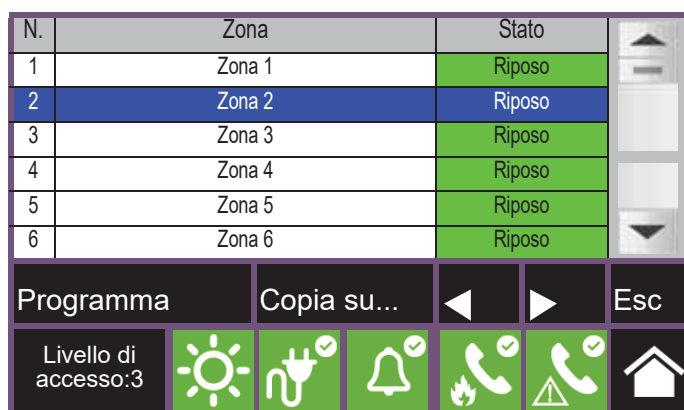 N. Zona Stato
1 Zona 1 Riposo
2 Zona 2 Riposo
3 Zona 3 Riposo
4 Zona 4 Riposo
5 Zona 5 Riposo
6 Zona 6 Riposo
Programma Copia su... Esc
Livello di
accesso:3